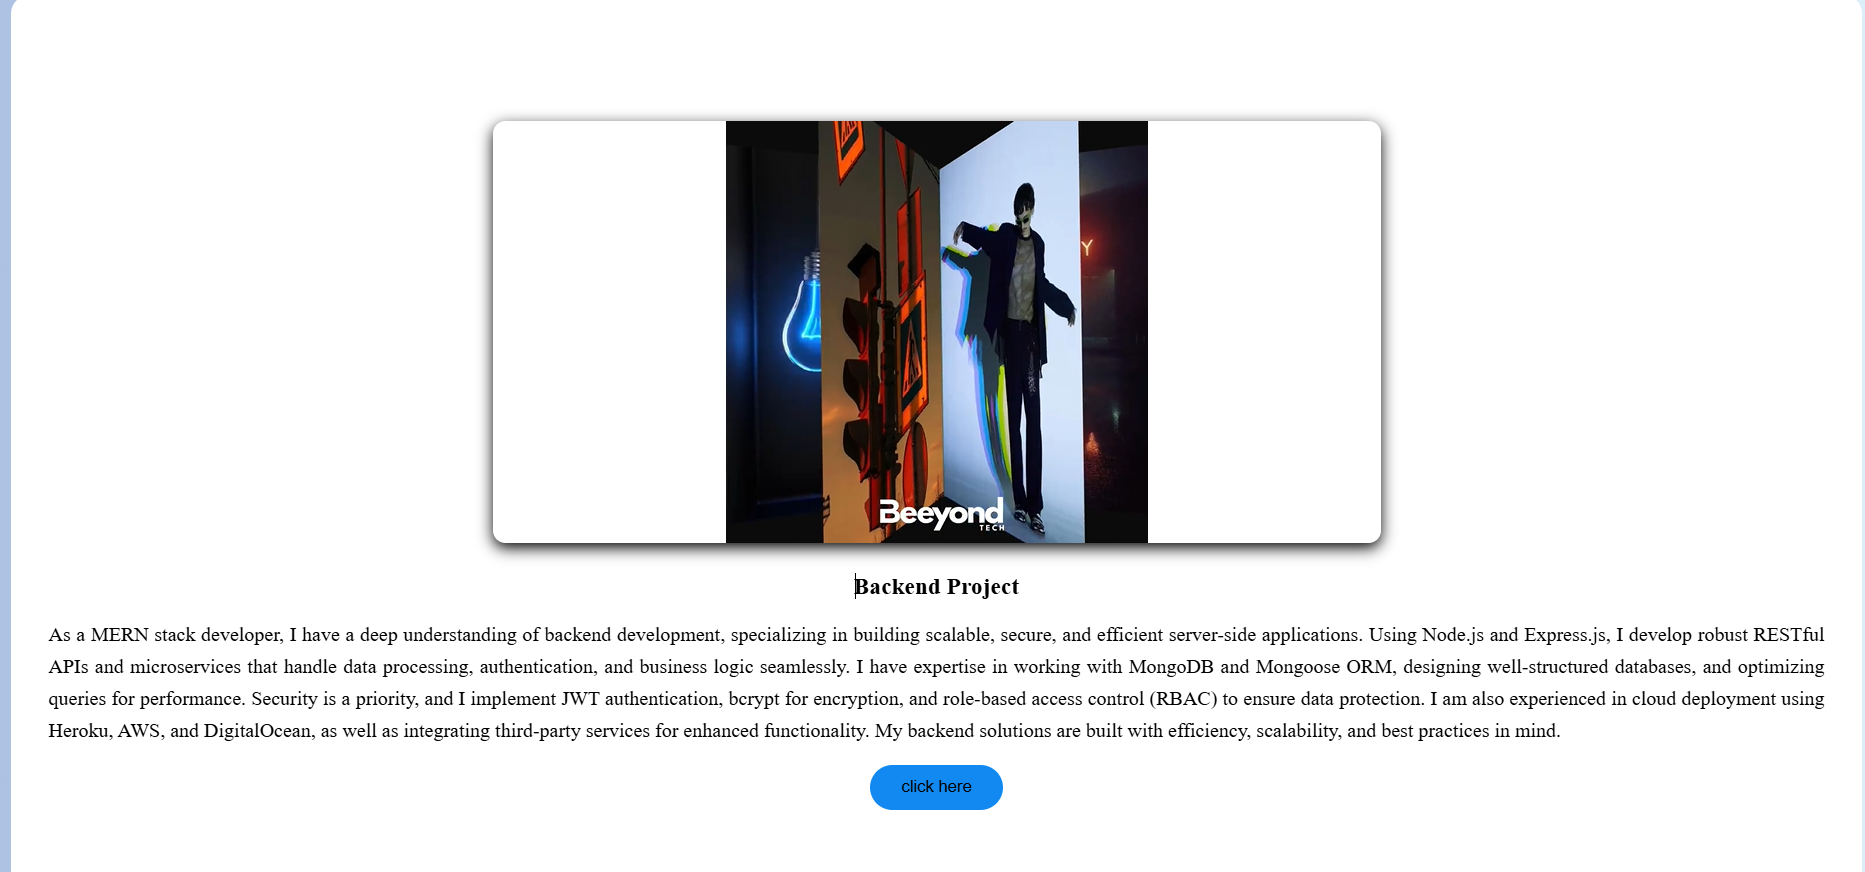 Y
Beeyond
TECH
Backend Project
As a MERN stack developer, I have a deep understanding of backend development, specializing in building scalable, secure, and efficient server-side applications. Using Node.js and Express.js, I develop robust RESTful
APIs and microservices that handle data processing, authentication, and business logic seamlessly. I have expertise in working with MongoDB and Mongoose ORM, designing well-structured databases, and optimizing
queries for performance. Security is a priority, and I implement JWT authentication, bcrypt for encryption, and role-based access control (RBAC) to ensure data protection. I am also experienced in cloud deployment using
Heroku, AWS, and DigitalOcean, as well as integrating third-party services for enhanced functionality. My backend solutions are built with efficiency, scalability, and best practices in mind.
click here